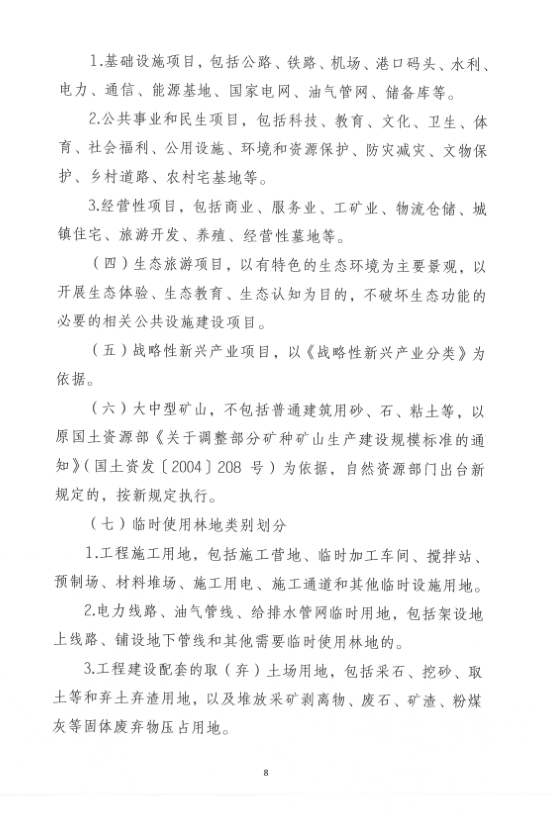 1.基础设施项目，包括公路、铁路、机场、港口码头、水利、
电力、通信、能源基地、国家电网、油气管网、储备库等。
2.公共事业和民生项目，包括科技、教育、文化、卫生、体
育、社会福利、公用设施、环境和资源保护、防灾减灾、文物保
护、乡村道路、农村宅基地等。
3.经营性项目，包括商业、服务业、工矿业、物流仓储、城
镇住宅、旅游开发、养殖、经营性墓地等。
（四）生态旅游项目，以有特色的生态环境为主要景观，以
开展生态体验、生态教育、生态认知为目的，不破坏生态功能的
必要的相关公共设施建设项目。
（五）战略性新兴产业项目，以《战略性新兴产业分类》为
依据。
（六）大中型矿山，不包括普通建筑用砂、石、粘土等，以
原国土资源部《关于调整部分矿种矿山生产建设规模标准的通
知》（国土资发〔2004〕208 号）为依据，自然资源部门出台新
规定的，按新规定执行。
（七）临时使用林地类别划分
1.工程施工用地，包括施工营地、临时加工车间、搅拌站、
预制场、材料堆场、施工用电、施工通道和其他临时设施用地。
2.电力线路、油气管线、给排水管网临时用地，包括架设地
上线路、铺设地下管线和其他需要临时使用林地的。
3.工程建设配套的取（弃）土场用地，包括采石、挖砂、取
土等和弃土弃渣用地，以及堆放采矿剥离物、废石、矿渣、粉煤
灰等固体废弃物压占用地。
8